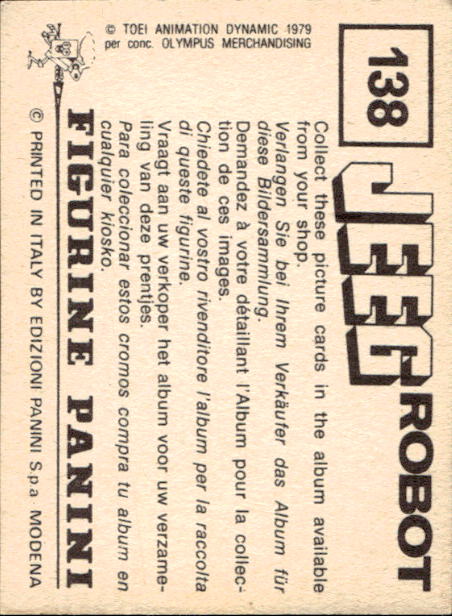 138
JEEG ROBOT
Collect these picture cards in the album available
from your shop.
Verlangen Sie bei Ihrem Verkäufer das Album für
diese Bildersammlung.
Demandez à votre détaillant l'Album pour la collec-
tion de ces images.
Chiedete al vostro rivenditore l'album per la raccolta
di queste figurine.
Vraagt aan uw verkoper het album voor uw verzame-
ling van deze prentjes.
Para coleccionar estos cromos compra tu album en
cualquier kiosko.
© TOEI ANIMATION DYNAMIC 1979
per conc. OLYMPUS MERCHANDISING
FIGURINE PANINI
© PRINTED IN ITALY BY EDIZIONI PANINI S.p.a MODENA